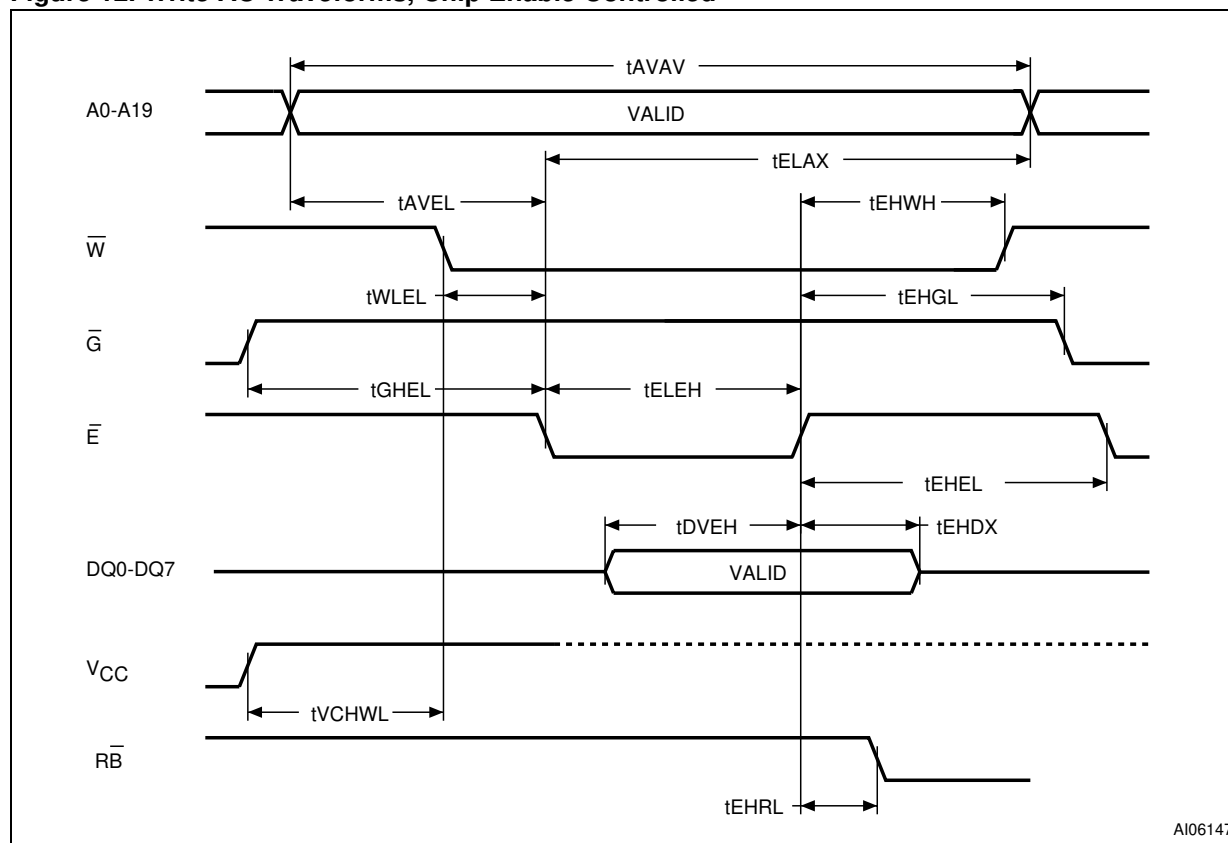 tAVAV
A0-A19
VALID
tELAX
tAVEL
tEHWH
W̅
tWLEL
tEHGL
G̅
tGHEL
tELEH
E̅
tEHEL
tDVEH
tEHDX
DQ0-DQ7
VALID
VCC
tVCHWL
RB̅
tEHRL
AI06147